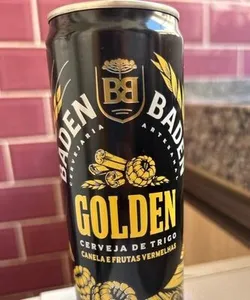 BB
BADEN BADEN
CERVEJARIA ARTESANAL
GOLDEN
CERVEJA DE TRIGO
CANELA E FRUTAS VERMELHAS